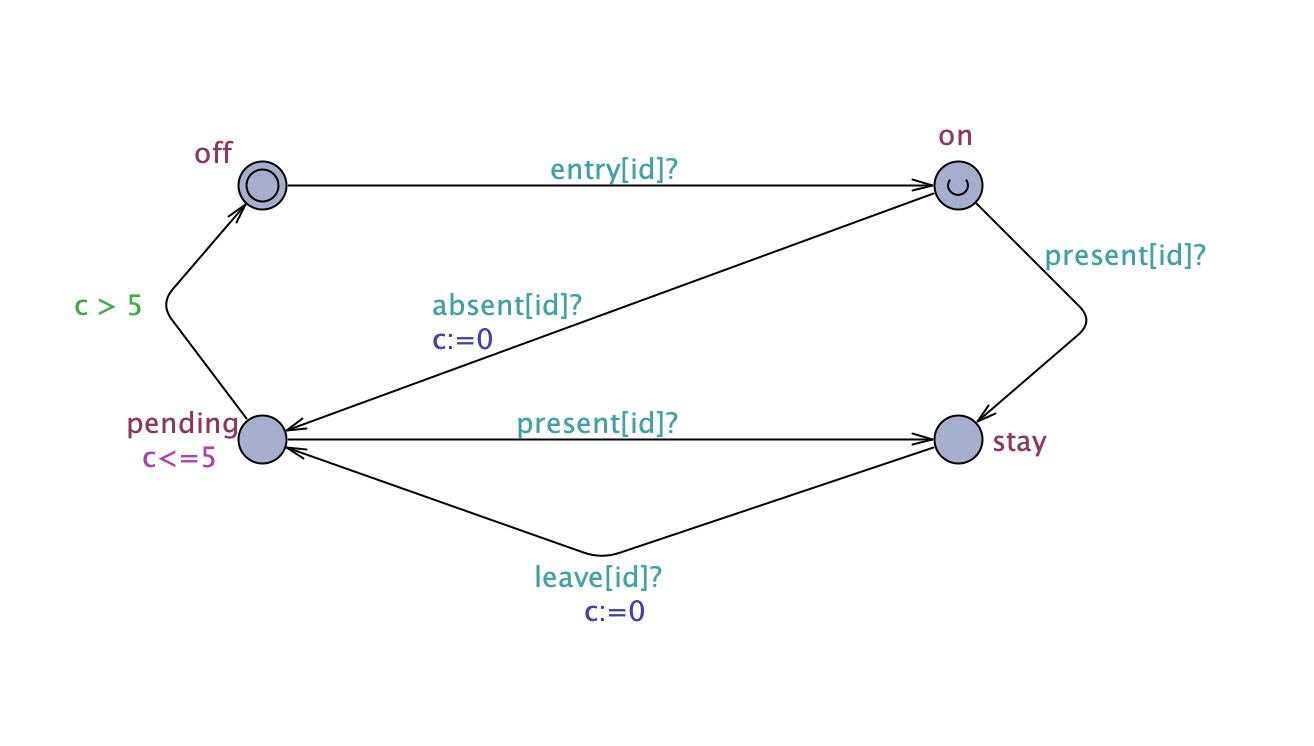 on
off
entry[id]?
present[id]?
c > 5
absent[id]?
c:=0
pending
c<=5
present[id]?
stay
leave[id]?
c:=0